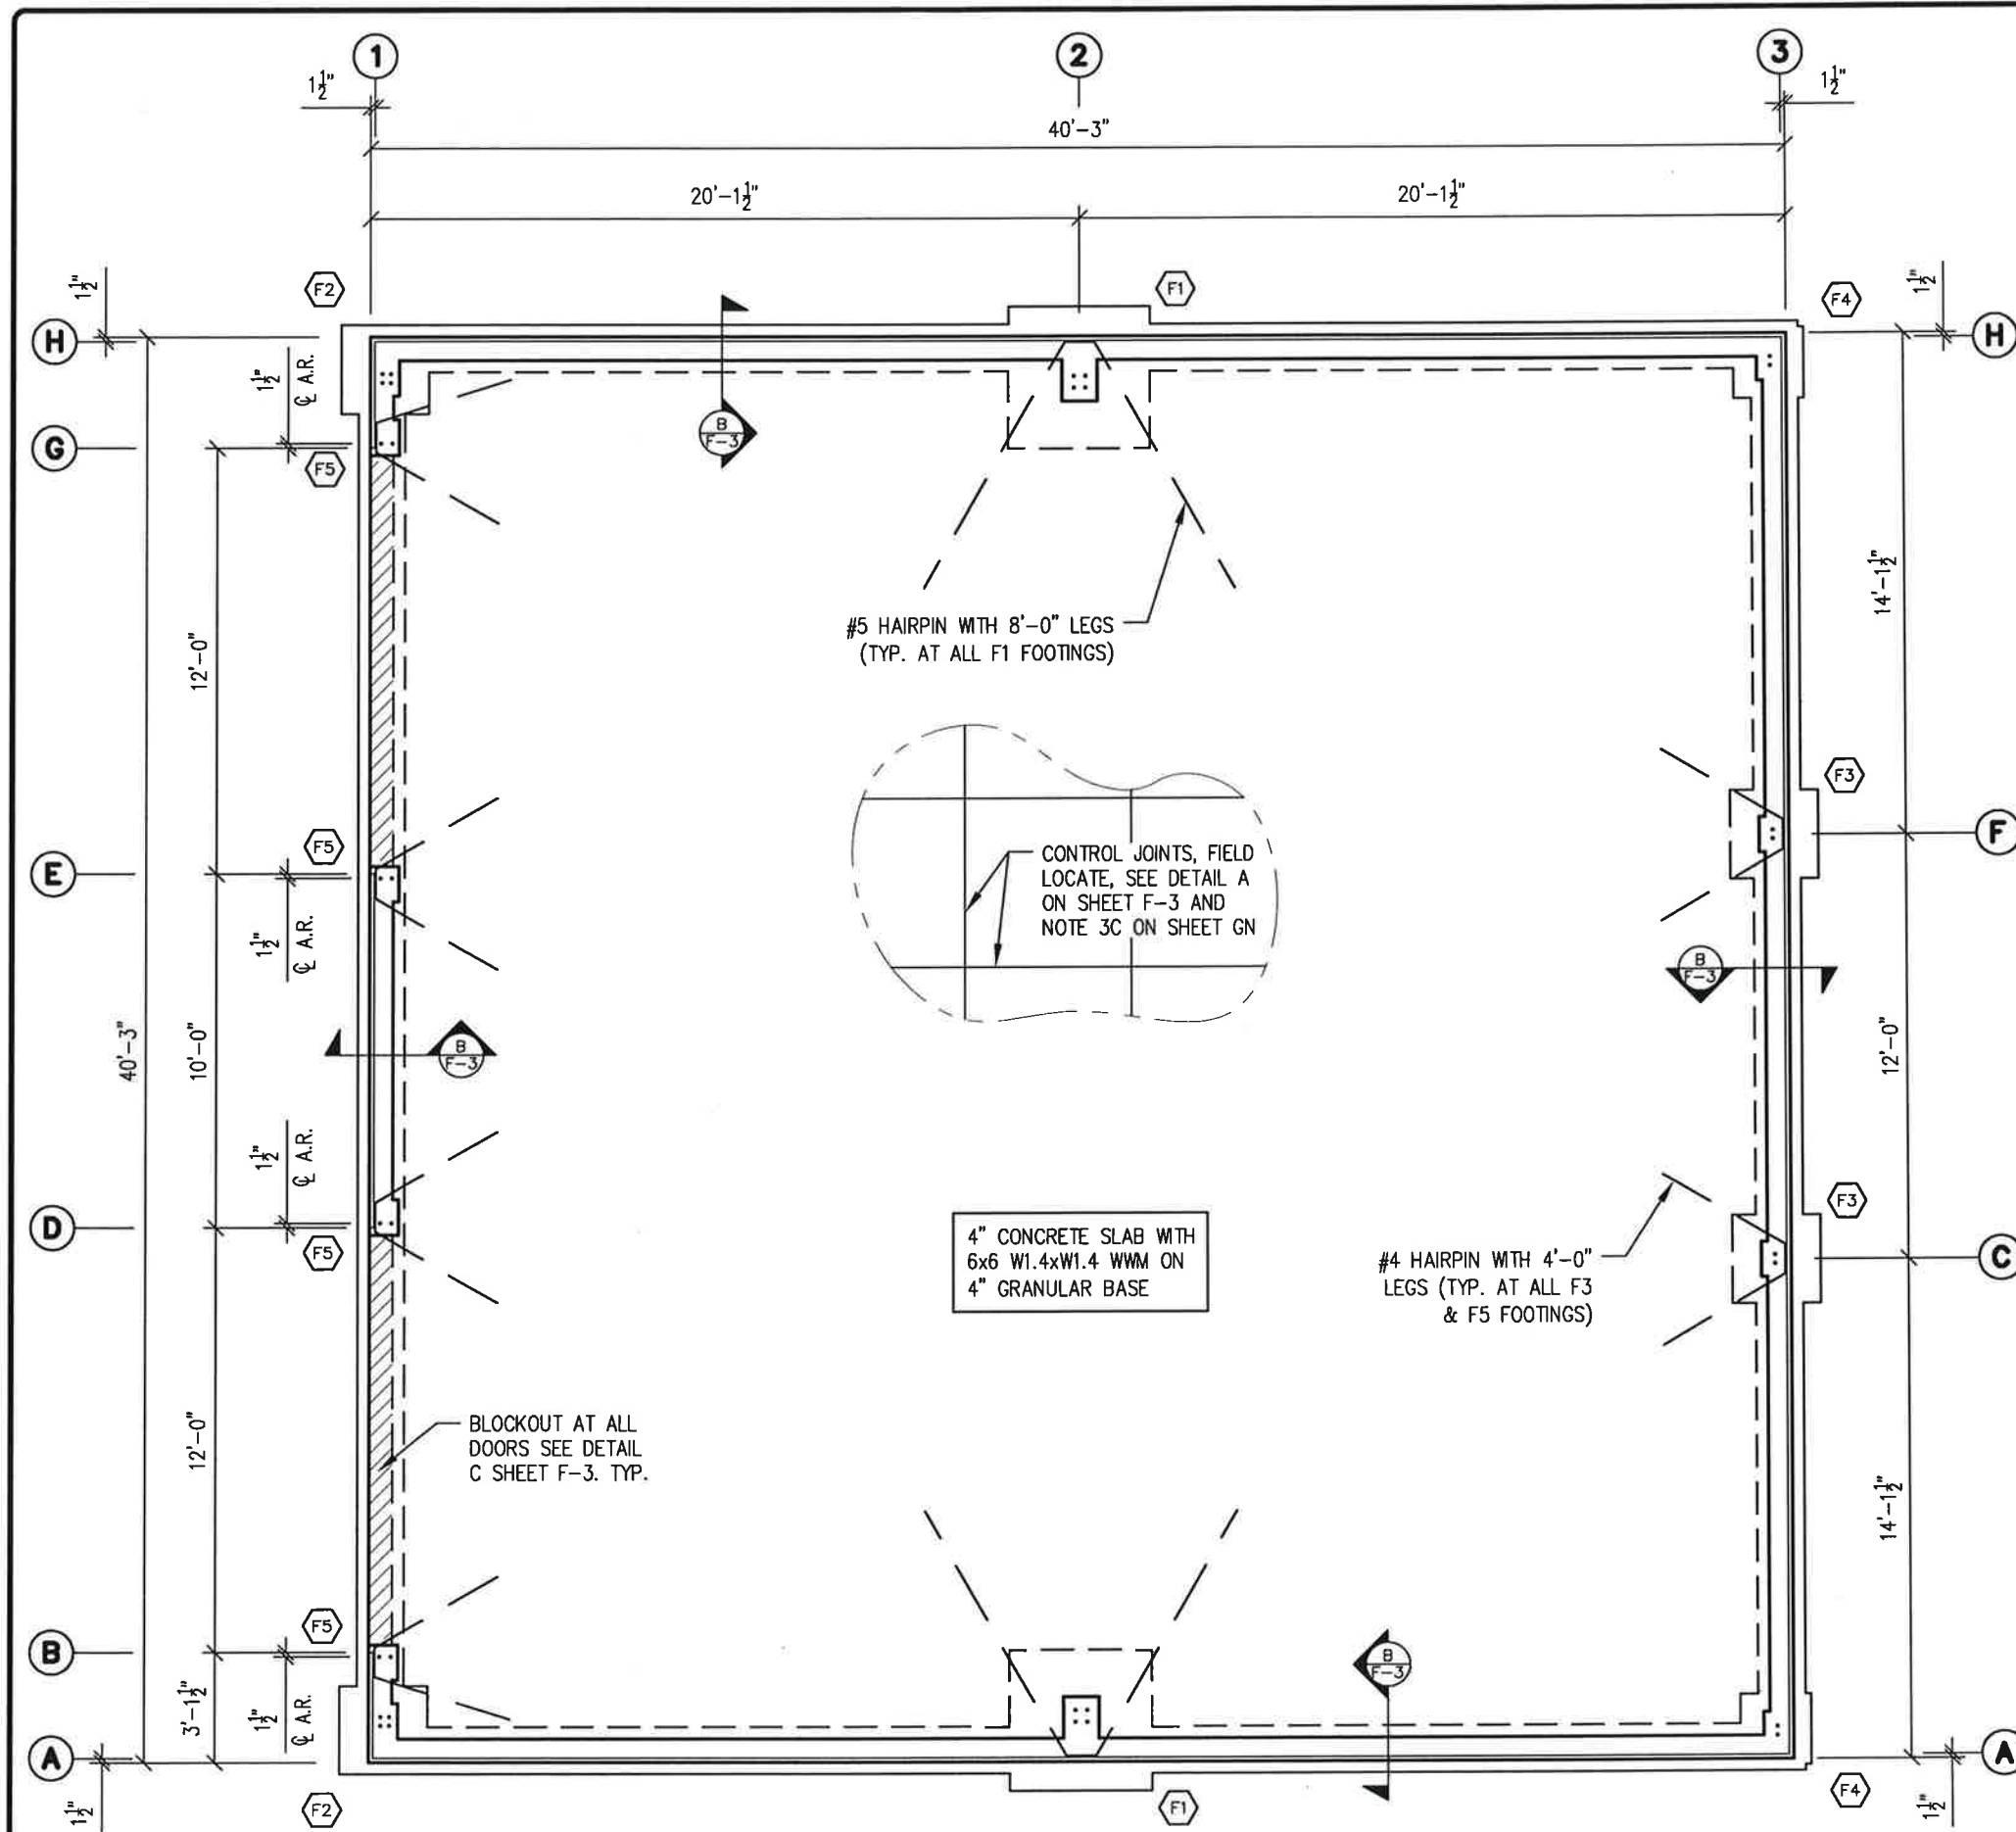 1 2 3
1½" 1½"
40'-3"
20'-1½" 20'-1½"
F2 F1 F4
1½" 1½"
H H
1½"
℄ A.R.
B
F-3
G
F5
14'-1½"
12'-0"
#5 HAIRPIN WITH 8'-0" LEGS
(TYP. AT ALL F1 FOOTINGS)
F3
F
F5
E
CONTROL JOINTS, FIELD
LOCATE, SEE DETAIL A
ON SHEET F-3 AND
NOTE 3C ON SHEET GN
1½"
℄ A.R.
B
F-3
40'-3"
10'-0"
B
F-3
12'-0"
1½"
℄ A.R.
F3
D
F5
4" CONCRETE SLAB WITH
6x6 W1.4xW1.4 WWM ON
4" GRANULAR BASE
#4 HAIRPIN WITH 4'-0"
LEGS (TYP. AT ALL F3
& F5 FOOTINGS)
C
12'-0"
BLOCKOUT AT ALL
DOORS SEE DETAIL
C SHEET F-3. TYP.
14'-1½"
F5
B
B
F-3
3'-1½"
1½"
℄ A.R.
A A
1½" 1½"
F2 F1 F4